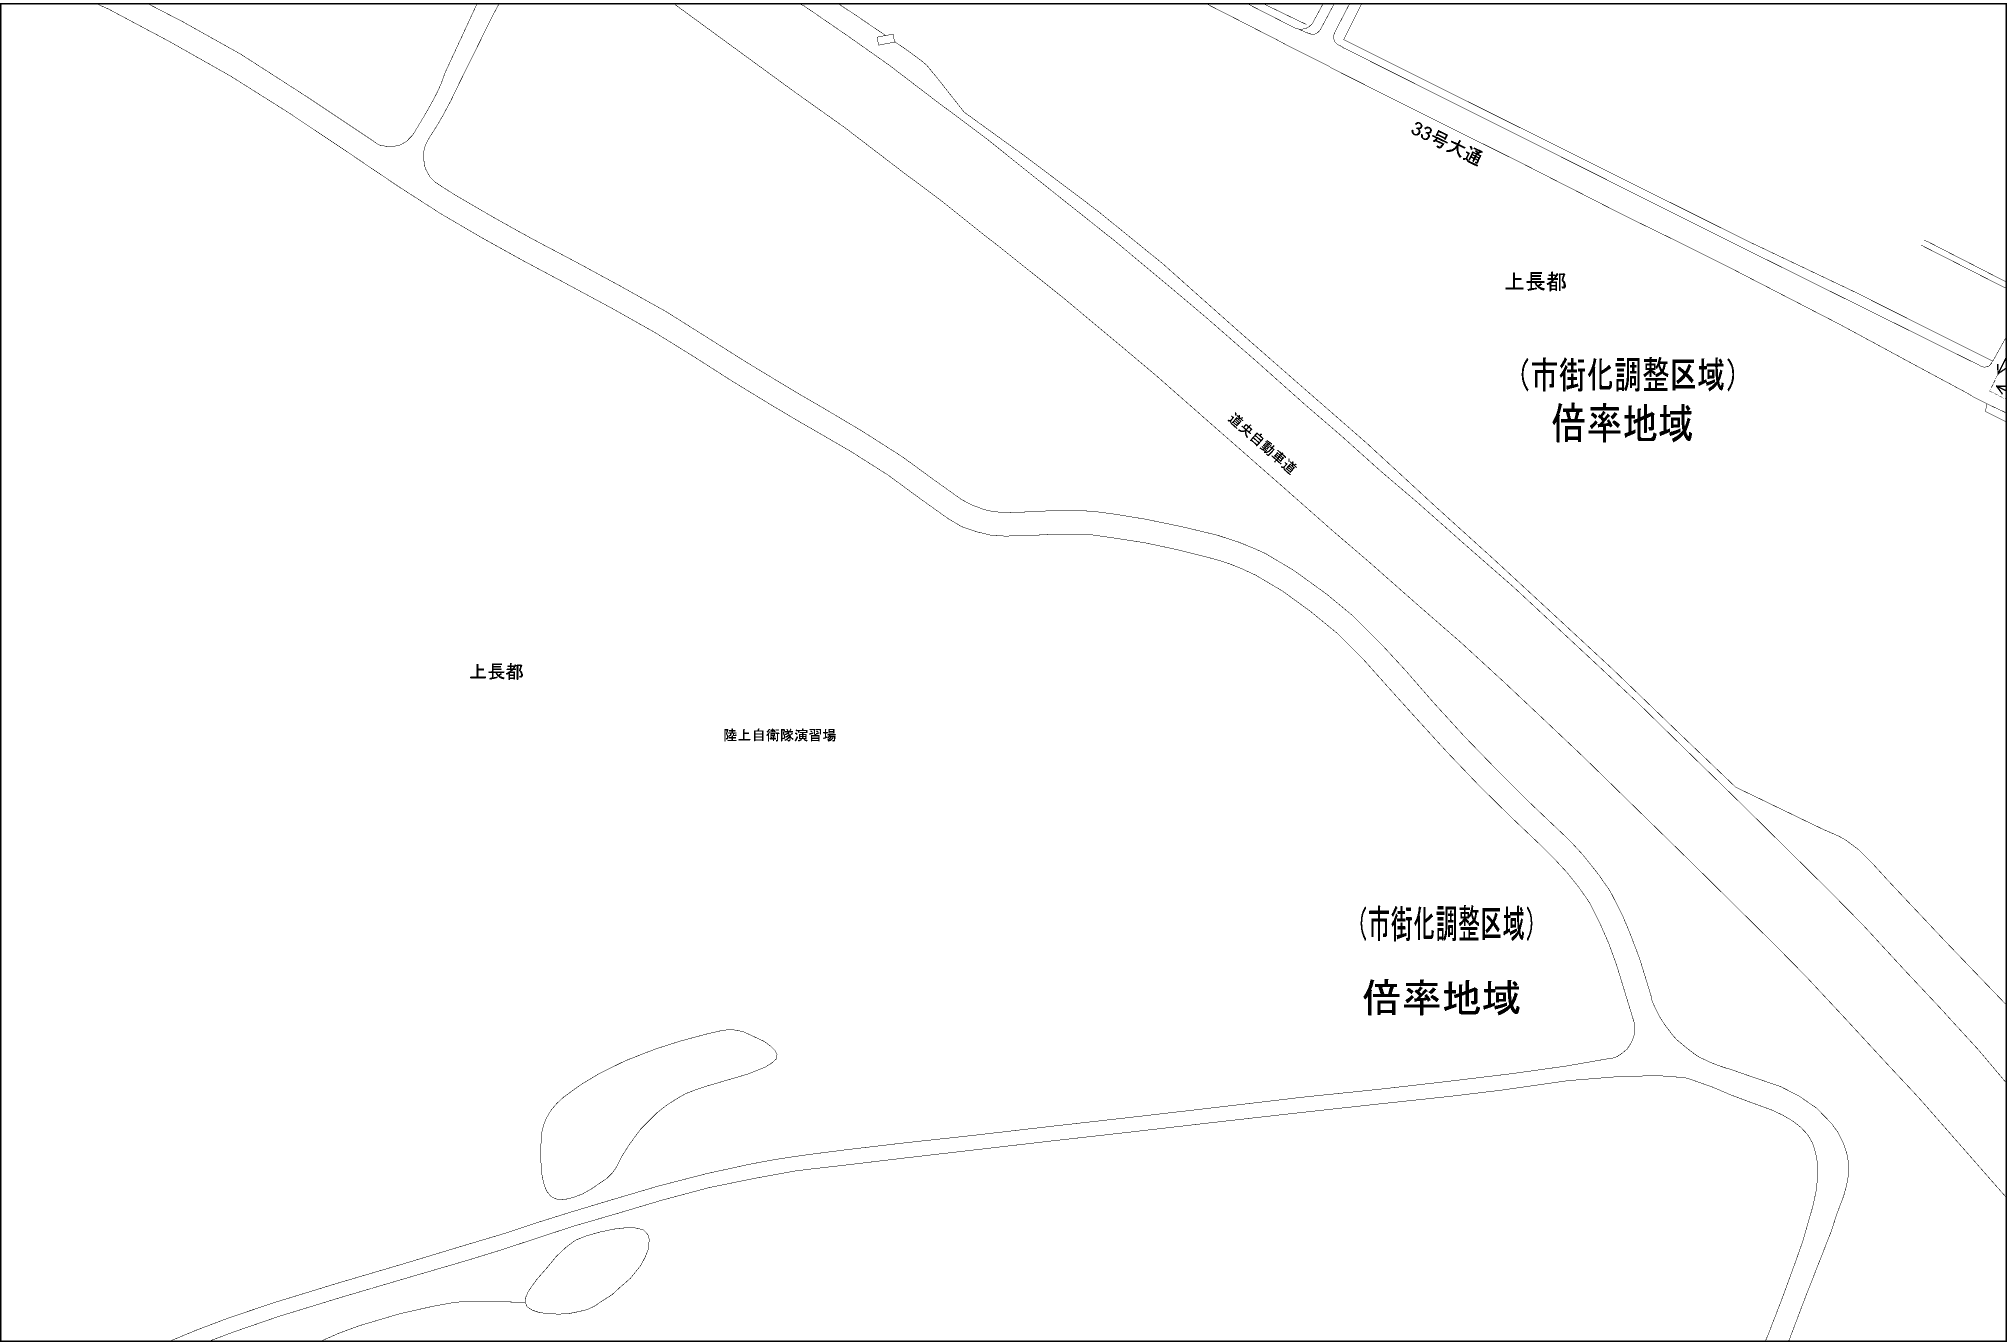 33号大通
上長都
（市街化調整区域）
倍率地域
道央自動車道
上長都
陸上自衛隊演習場
（市街化調整区域）
倍率地域